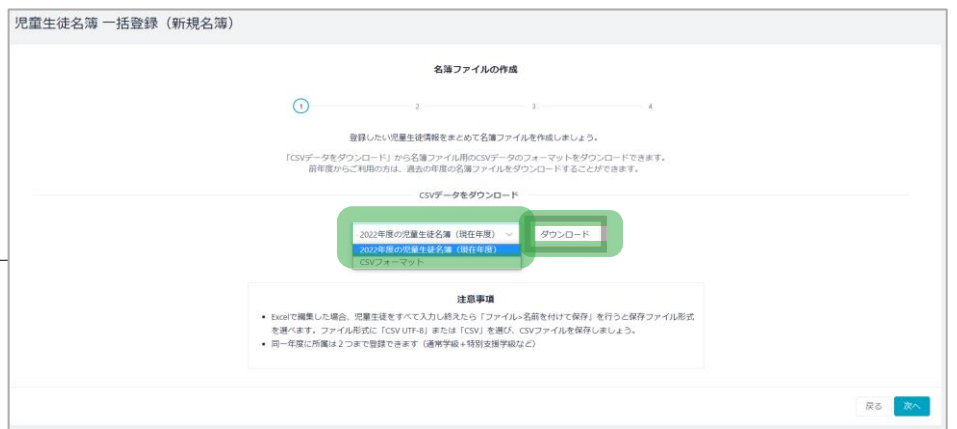 児童生徒名簿 一括登録（新規名簿）
名簿ファイルの作成
1 2 3 4
登録したい児童生徒情報をまとめて名簿ファイルを作成しましょう。
「CSVデータをダウンロード」から名簿ファイル用のCSVデータのフォーマットをダウンロードできます。
前年度からご利用の方は、過去の年度の名簿ファイルをダウンロードすることができます。
CSVデータをダウンロード
2022年度の児童生徒名簿（現在年度） ダウンロード
2022年度の児童生徒名簿（現在年度）
CSVフォーマット
注意事項
• Excelで編集した場合、児童生徒をすべて入力し終えたら「ファイル>名前を付けて保存」を行うと保存ファイル形式
を選べます。ファイル形式に「CSV UTF-8」または「CSV」を選び、CSVファイルを保存しましょう。
• 同一年度に所属は２つまで登録できます（通常学級+特別支援学級など）
戻る 次へ